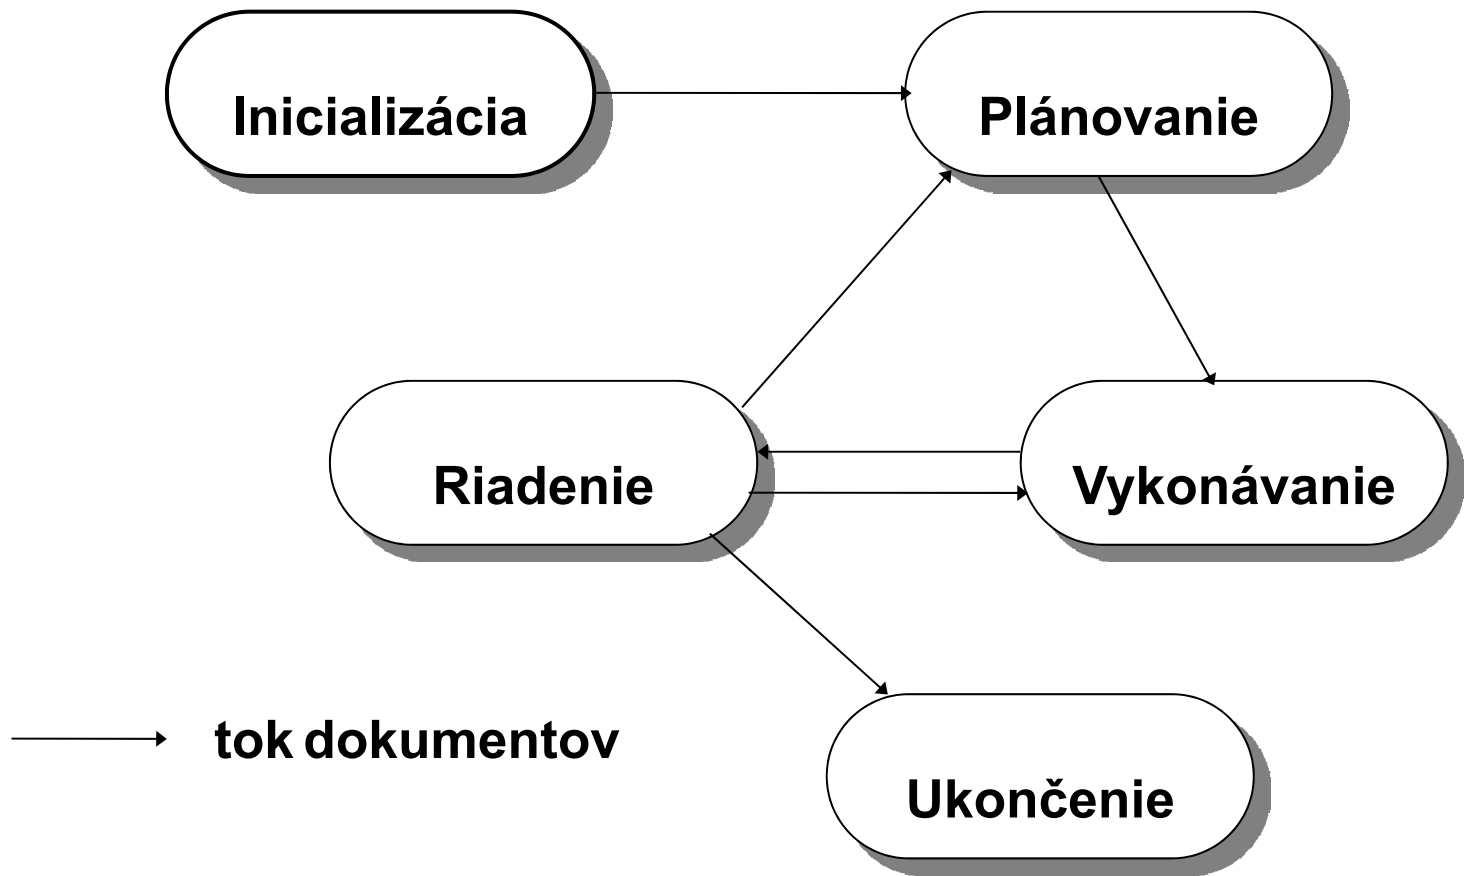 Inicializácia
Plánovanie
Riadenie
Vykonávanie
tok dokumentov
Ukončenie